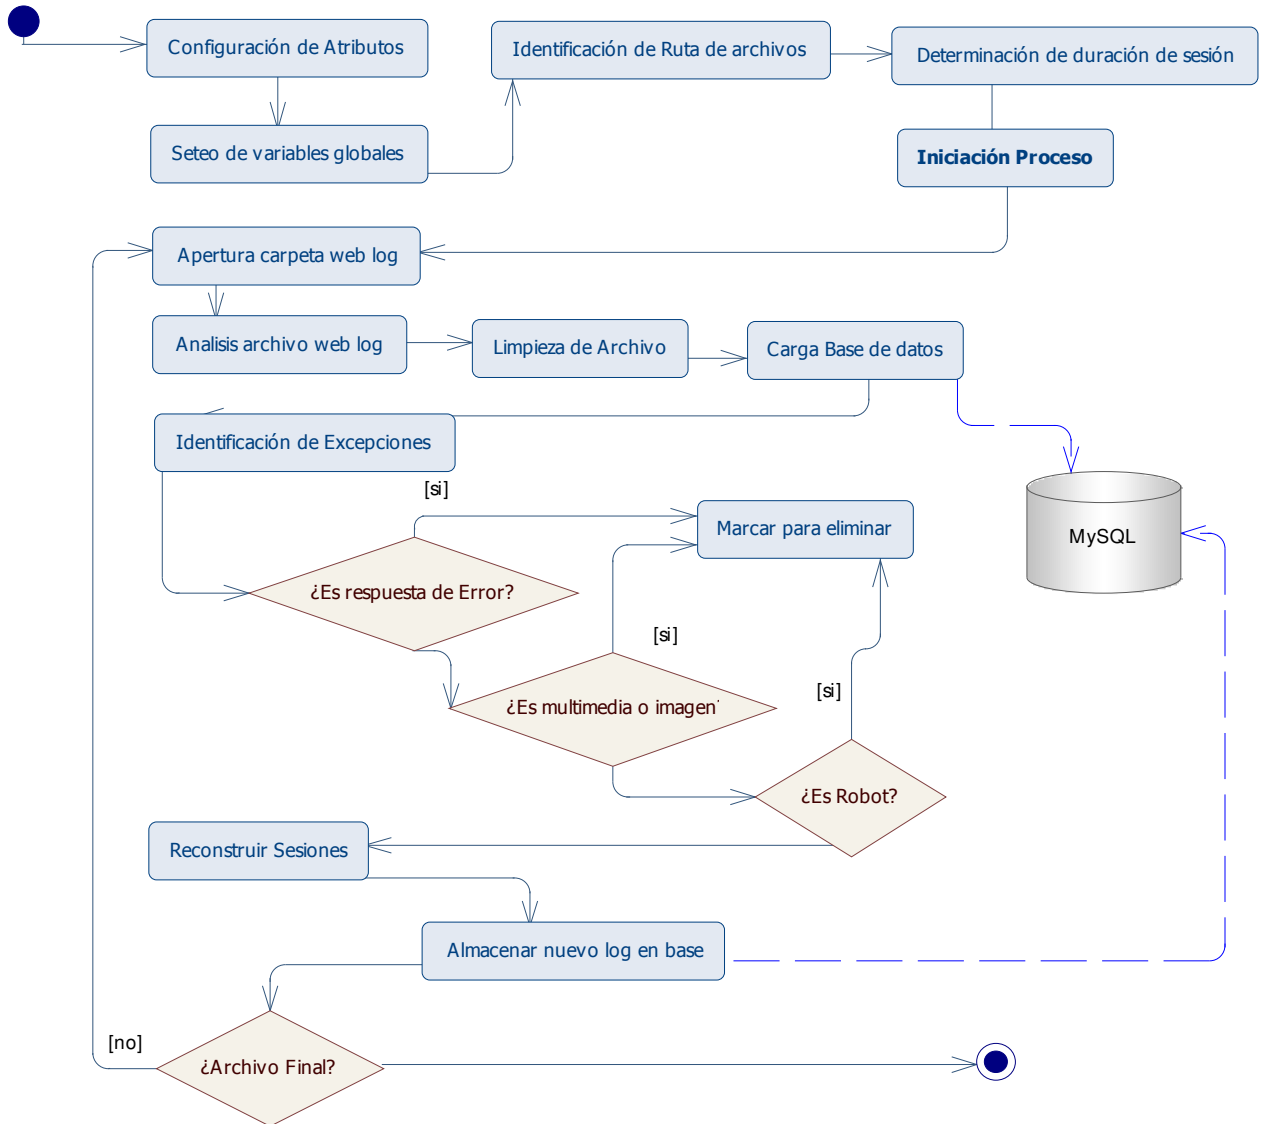 Configuración de Atributos
Identificación de Ruta de archivos
Determinación de duración de sesión
Seteo de variables globales
Iniciación Proceso
Apertura carpeta web log
Analisis archivo web log
Limpieza de Archivo
Carga Base de datos
Identificación de Excepciones
[si]
Marcar para eliminar
MySQL
¿Es respuesta de Error?
[si]
[si]
¿Es multimedia o imagen?
¿Es Robot?
Reconstruir Sesiones
Almacenar nuevo log en base
[no]
¿Archivo Final?